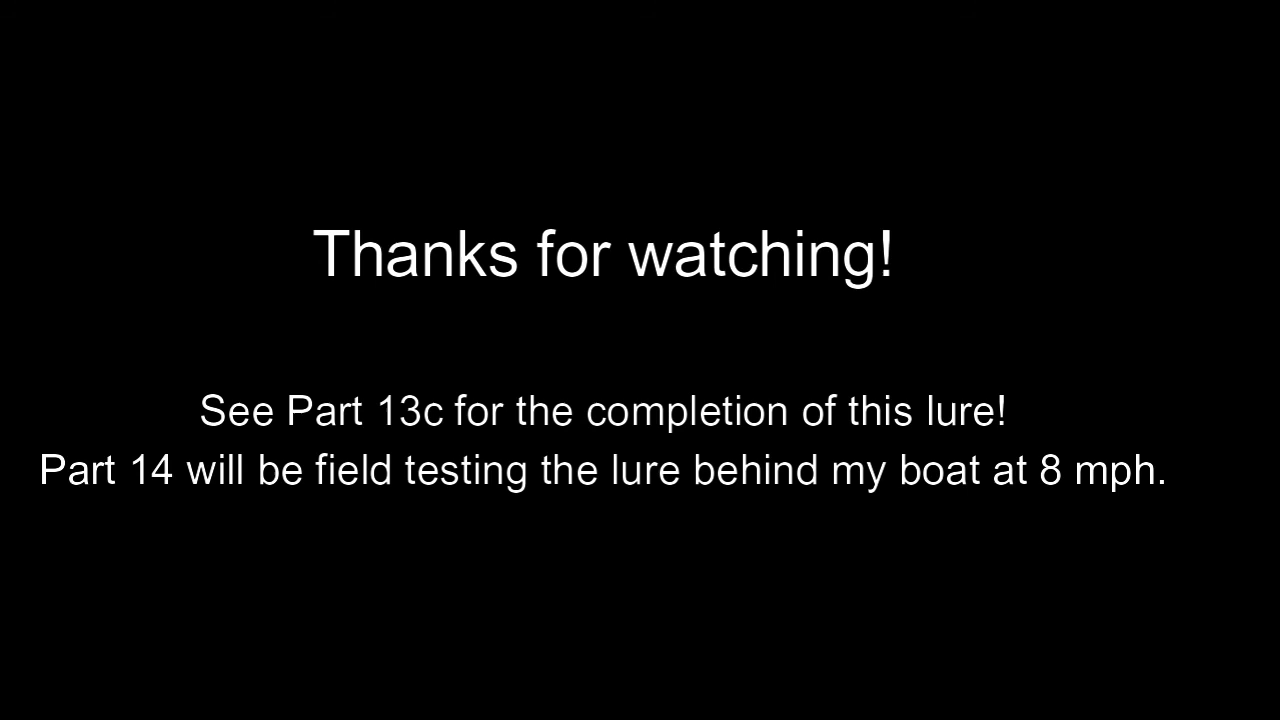 Thanks for watching!
See Part 13c for the completion of this lure!
Part 14 will be field testing the lure behind my boat at 8 mph.